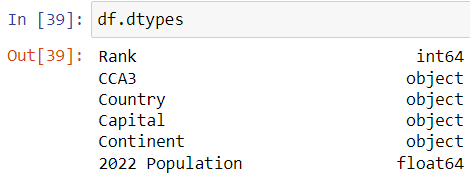 In [39]: df.dtypes
Out[39]: Rank int64
CCA3 object
Country object
Capital object
Continent object
2022 Population float64